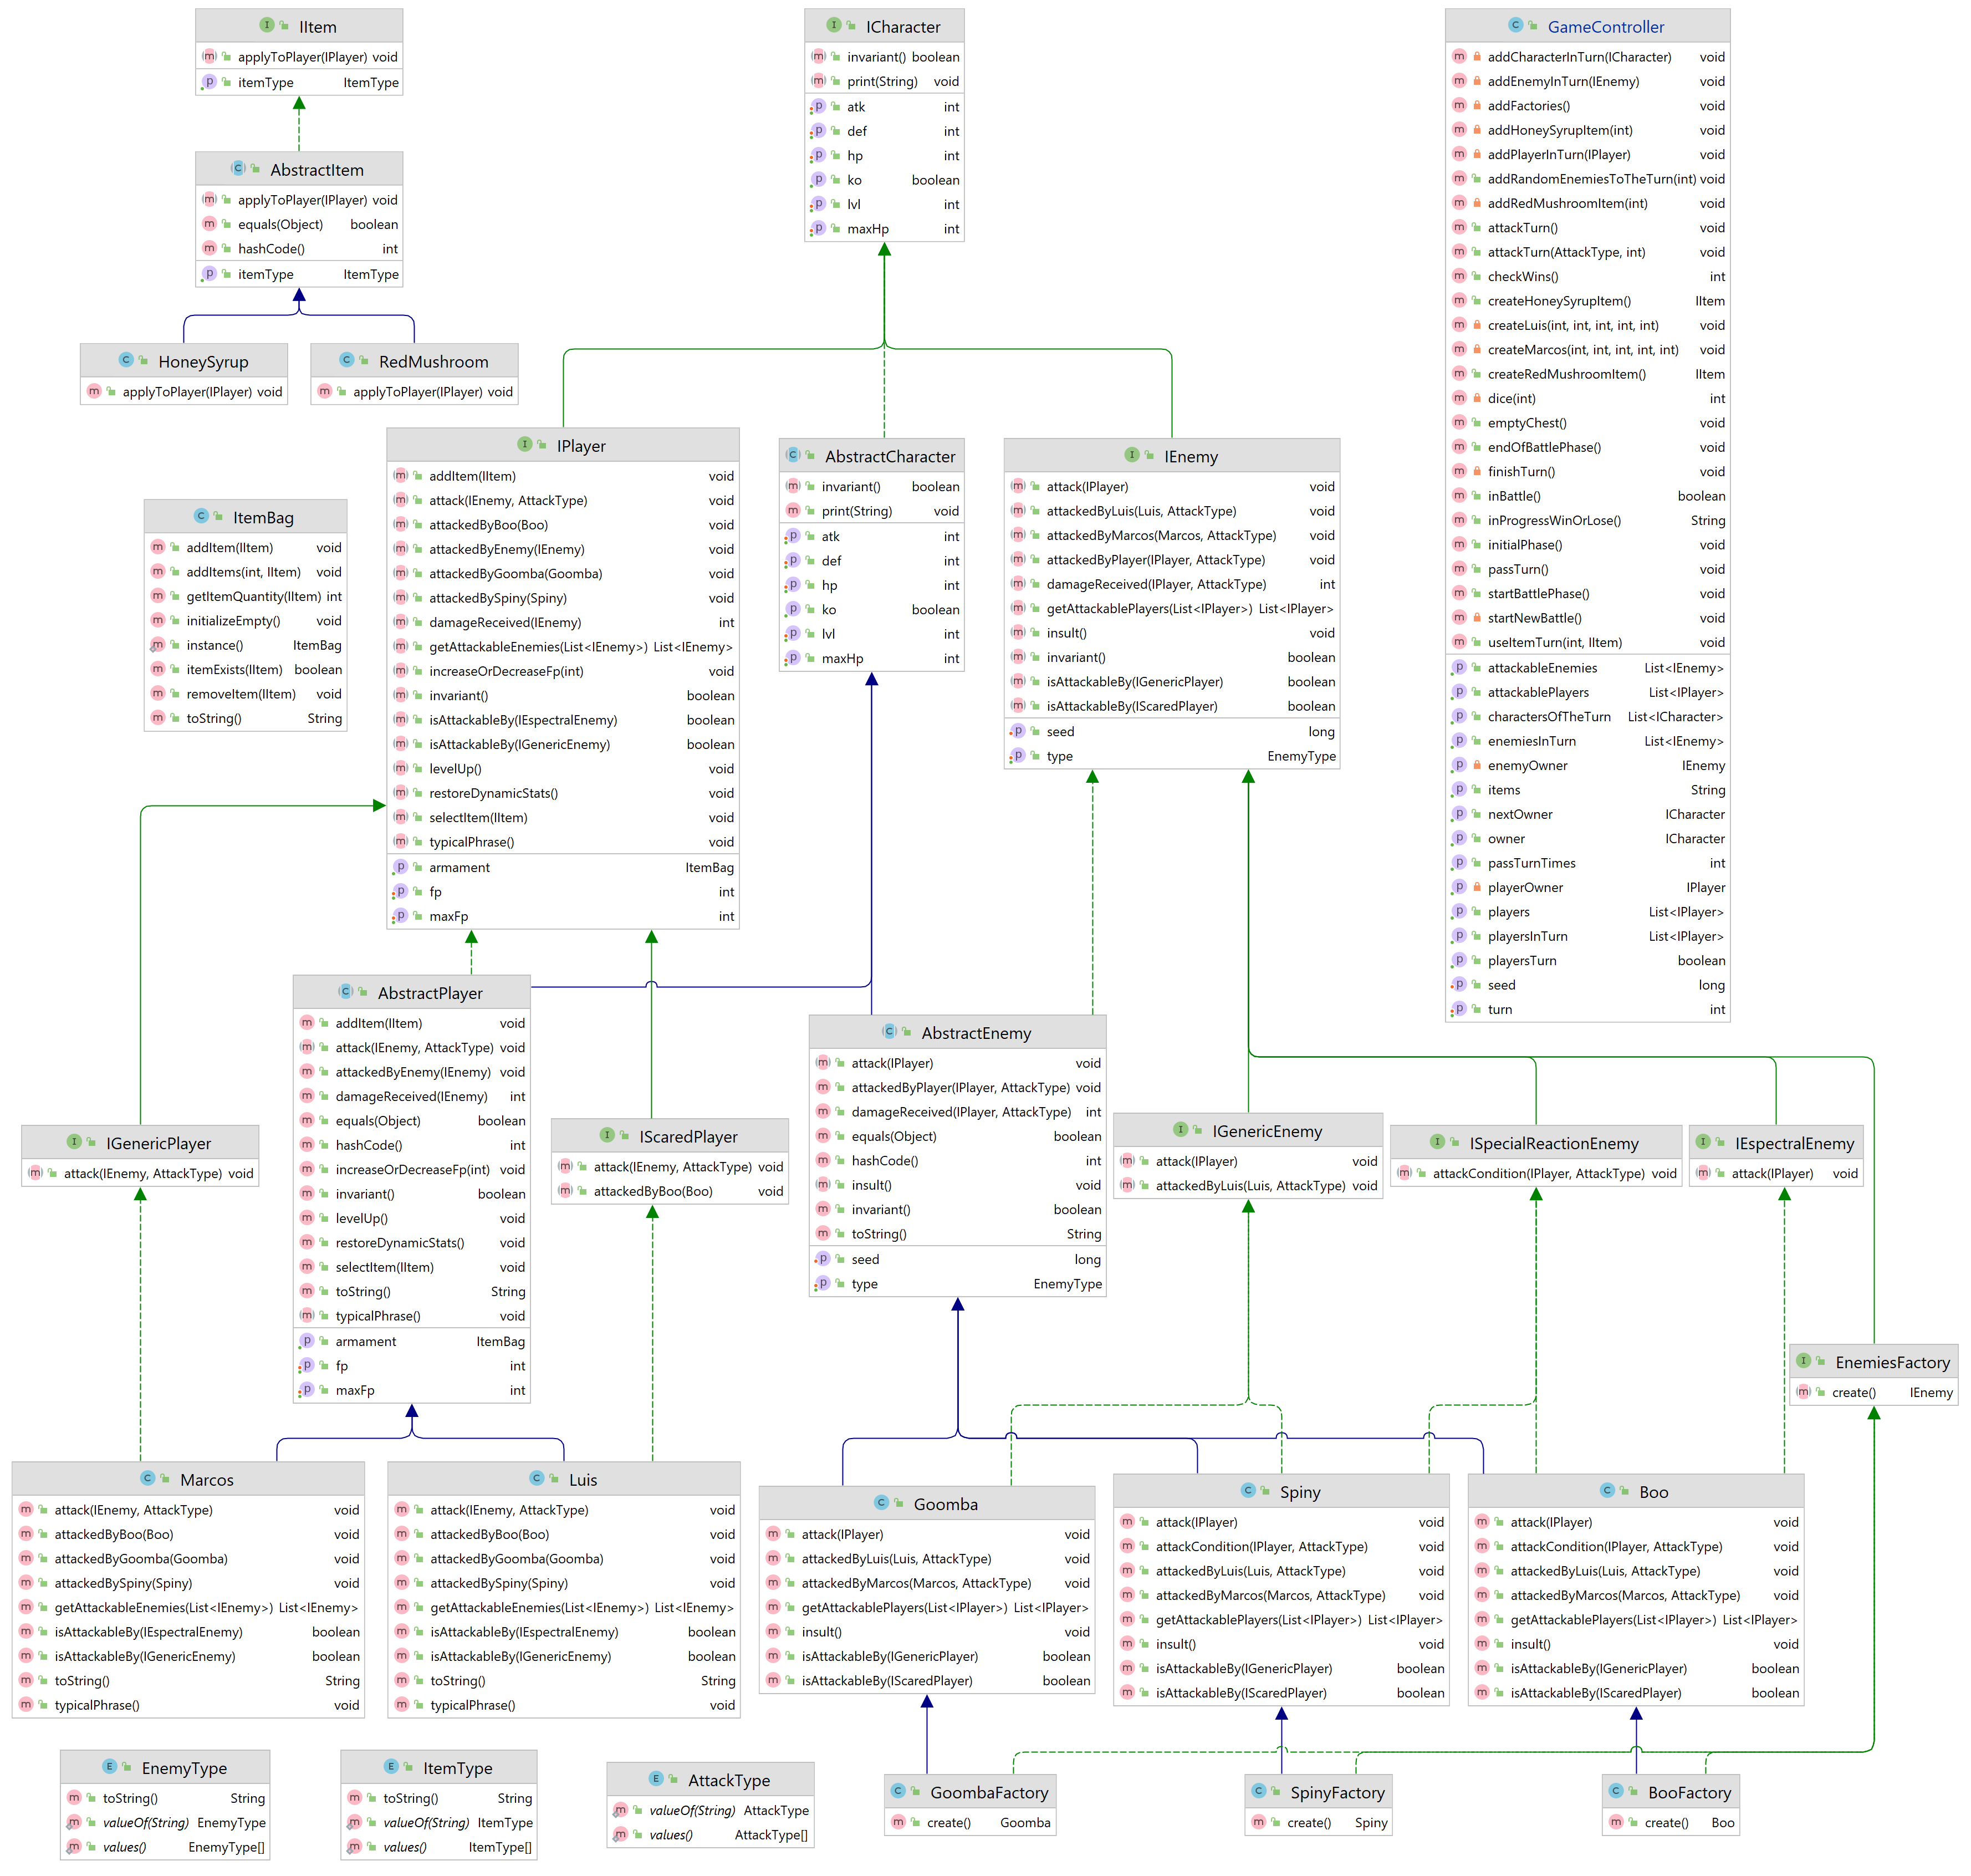 IItem
applyToPlayer(IPlayer) void
itemType ItemType
AbstractItem
applyToPlayer(IPlayer) void
equals(Object) boolean
hashCode() int
itemType ItemType
HoneySyrup
applyToPlayer(IPlayer) void
RedMushroom
applyToPlayer(IPlayer) void
ICharacter
invariant() boolean
print(String) void
atk int
def int
hp int
ko boolean
lvl int
maxHp int
GameController
addCharacterInTurn(ICharacter) void
addEnemyInTurn(IEnemy) void
addFactories() void
addHoneySyrupItem(int) void
addPlayerInTurn(IPlayer) void
addRandomEnemiesToTheTurn(int) void
addRedMushroomItem(int) void
attackTurn() void
attackTurn(AttackType, int) void
checkWins() int
createHoneySyrupItem() IItem
createLuis(int, int, int, int, int) void
createMarcos(int, int, int, int, int) void
createRedMushroomItem() IItem
dice(int) int
emptyChest() void
endOfBattlePhase() void
finishTurn() void
inBattle() boolean
inProgressWinOrLose() String
initialPhase() void
passTurn() void
startBattlePhase() void
startNewBattle() void
useItemTurn(int, IItem) void
attackableEnemies List<IEnemy>
attackablePlayers List<IPlayer>
charactersOfTheTurn List<ICharacter>
enemiesInTurn List<IEnemy>
enemyOwner IEnemy
items String
nextOwner ICharacter
owner ICharacter
passTurnTimes int
playerOwner IPlayer
players List<IPlayer>
playersInTurn List<IPlayer>
playersTurn boolean
seed long
turn int
ItemBag
addItem(IItem) void
addItems(int, IItem) void
getItemQuantity(IItem) int
initializeEmpty() void
instance() ItemBag
itemExists(IItem) boolean
removeItem(IItem) void
toString() String
IPlayer
addItem(IItem) void
attack(IEnemy, AttackType) void
attackedByBoo(Boo) void
attackedByEnemy(IEnemy) void
attackedByGoomba(Goomba) void
attackedBySpiny(Spiny) void
damageReceived(IEnemy) int
getAttackableEnemies(List<IEnemy>) List<IEnemy>
increaseOrDecreaseFp(int) void
invariant() boolean
isAttackableBy(IEspectralEnemy) boolean
isAttackableBy(IGenericEnemy) boolean
levelUp() void
restoreDynamicStats() void
selectItem(IItem) void
typicalPhrase() void
armament ItemBag
fp int
maxFp int
AbstractCharacter
invariant() boolean
print(String) void
atk int
def int
hp int
ko boolean
lvl int
maxHp int
IEnemy
attack(IPlayer) void
attackedByLuis(Luis, AttackType) void
attackedByMarcos(Marcos, AttackType) void
attackedByPlayer(IPlayer, AttackType) void
damageReceived(IPlayer, AttackType) int
getAttackablePlayers(List<IPlayer>) List<IPlayer>
insult() void
invariant() boolean
isAttackableBy(IGenericPlayer) boolean
isAttackableBy(IScaredPlayer) boolean
seed long
type EnemyType
AbstractPlayer
addItem(IItem) void
attack(IEnemy, AttackType) void
attackedByEnemy(IEnemy) void
damageReceived(IEnemy) int
equals(Object) boolean
hashCode() int
increaseOrDecreaseFp(int) void
invariant() boolean
levelUp() void
restoreDynamicStats() void
selectItem(IItem) void
toString() String
typicalPhrase() void
armament ItemBag
fp int
maxFp int
AbstractEnemy
attack(IPlayer) void
attackedByPlayer(IPlayer, AttackType) void
damageReceived(IPlayer, AttackType) int
equals(Object) boolean
hashCode() int
insult() void
invariant() boolean
toString() String
seed long
type EnemyType
IGenericPlayer
attack(IEnemy, AttackType) void
IScaredPlayer
attack(IEnemy, AttackType) void
attackedByBoo(Boo) void
IGenericEnemy
attack(IPlayer) void
attackedByLuis(Luis, AttackType) void
ISpecialReactionEnemy
attackCondition(IPlayer, AttackType) void
IEspectralEnemy
attack(IPlayer) void
EnemiesFactory
create() IEnemy
Marcos
attack(IEnemy, AttackType) void
attackedByBoo(Boo) void
attackedByGoomba(Goomba) void
attackedBySpiny(Spiny) void
getAttackableEnemies(List<IEnemy>) List<IEnemy>
isAttackableBy(IEspectralEnemy) boolean
isAttackableBy(IGenericEnemy) boolean
toString() String
typicalPhrase() void
Luis
attack(IEnemy, AttackType) void
attackedByBoo(Boo) void
attackedByGoomba(Goomba) void
attackedBySpiny(Spiny) void
getAttackableEnemies(List<IEnemy>) List<IEnemy>
isAttackableBy(IEspectralEnemy) boolean
isAttackableBy(IGenericEnemy) boolean
toString() String
typicalPhrase() void
Goomba
attack(IPlayer) void
attackedByLuis(Luis, AttackType) void
attackedByMarcos(Marcos, AttackType) void
getAttackablePlayers(List<IPlayer>) List<IPlayer>
insult() void
isAttackableBy(IGenericPlayer) boolean
isAttackableBy(IScaredPlayer) boolean
Spiny
attack(IPlayer) void
attackCondition(IPlayer, AttackType) void
attackedByLuis(Luis, AttackType) void
attackedByMarcos(Marcos, AttackType) void
getAttackablePlayers(List<IPlayer>) List<IPlayer>
insult() void
isAttackableBy(IGenericPlayer) boolean
isAttackableBy(IScaredPlayer) boolean
Boo
attack(IPlayer) void
attackCondition(IPlayer, AttackType) void
attackedByLuis(Luis, AttackType) void
attackedByMarcos(Marcos, AttackType) void
getAttackablePlayers(List<IPlayer>) List<IPlayer>
insult() void
isAttackableBy(IGenericPlayer) boolean
isAttackableBy(IScaredPlayer) boolean
EnemyType
toString() String
valueOf(String) EnemyType
values() EnemyType[]
ItemType
toString() String
valueOf(String) ItemType
values() ItemType[]
AttackType
valueOf(String) AttackType
values() AttackType[]
GoombaFactory
create() Goomba
SpinyFactory
create() Spiny
BooFactory
create() Boo